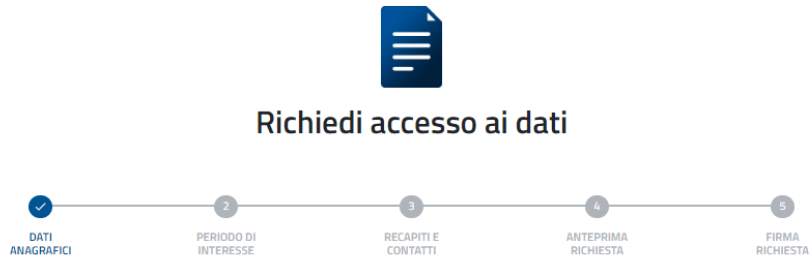 Richiedi accesso ai dati
2
3
4
5
DATI
ANAGRAFICI
PERIODO DI
INTERESSE
RECAPITI E
CONTATTI
ANTEPRIMA
RICHIESTA
FIRMA
RICHIESTA